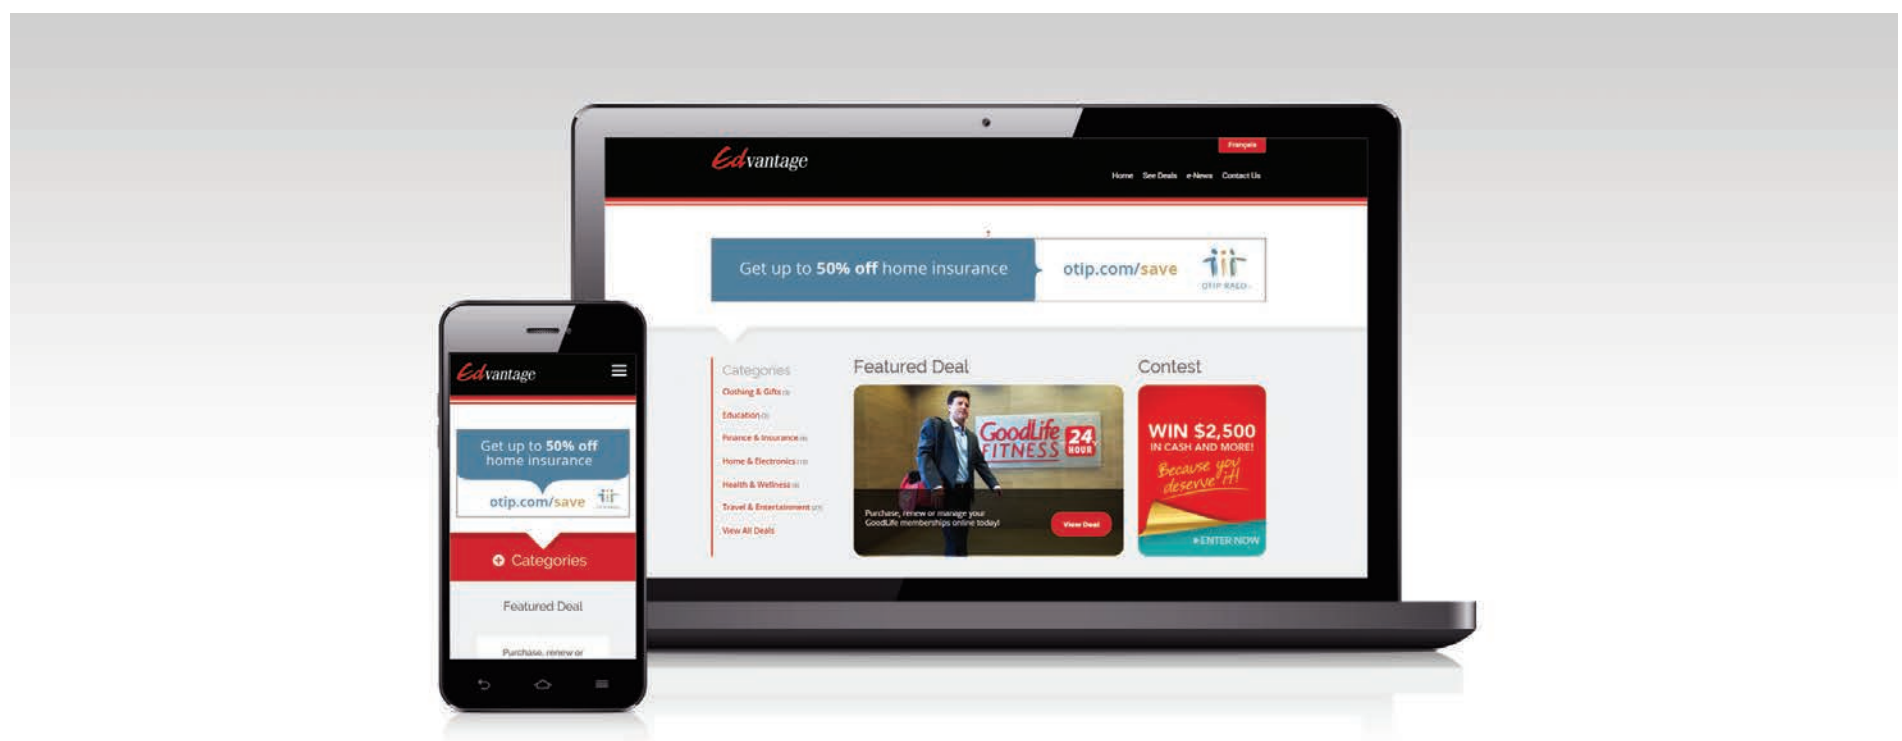 Edvantage
Français
Home See Deals e-News Contact Us
Get up to 50% off home insurance
otip.com/save
OTIP RAEO
Categories
Clothing & Gifts
Education
Finance & Insurance
Home & Electronics
Health & Wellness
Travel & Entertainment
View All Deals
Featured Deal
GoodLife
FITNESS
24
HOUR
Purchase, renew or manage your
GoodLife memberships online today!
View Deal
Contest
WIN $2,500
IN CASH AND MORE!
Because you
deserve it!
ENTER NOW
Edvantage
Get up to 50% off
home insurance
otip.com/save
Categories
Featured Deal
Purchase, renew or